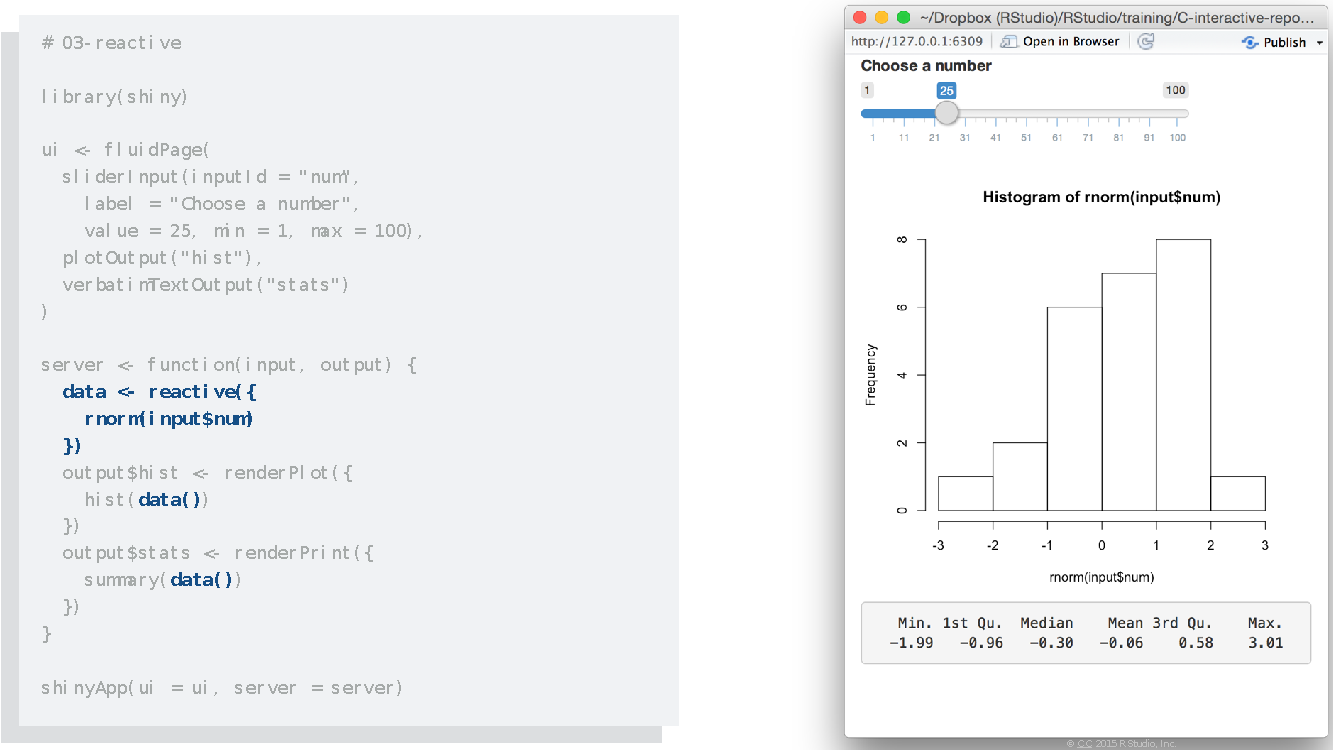 # 03-reactive
library(shiny)
ui <- fluidPage(
sliderInput(inputId = "num",
label = "Choose a number",
value = 25, min = 1, max = 100),
plotOutput("hist"),
verbatimTextOutput("stats")
)
server <- function(input, output) {
data <- reactive({
rnorm(input$num)
})
output$hist <- renderPlot({
hist(data())
})
output$stats <- renderPrint({
summary(data())
})
}
shinyApp(ui = ui, server = server)
~/Dropbox (RStudio)/RStudio/training/C-interactive-repo...
http://127.0.0.1:6309 Open in Browser Publish
Choose a number
1 25 100
1 11 21 31 41 51 61 71 81 91 100
Histogram of rnorm(input$num)
8
6
4
2
0
Frequency
-3 -2 -1 0 1 2 3
rnorm(input$num)
Min. 1st Qu. Median Mean 3rd Qu. Max.
-1.99 -0.96 -0.30 -0.06 0.58 3.01
© CC 2015 RStudio, Inc.